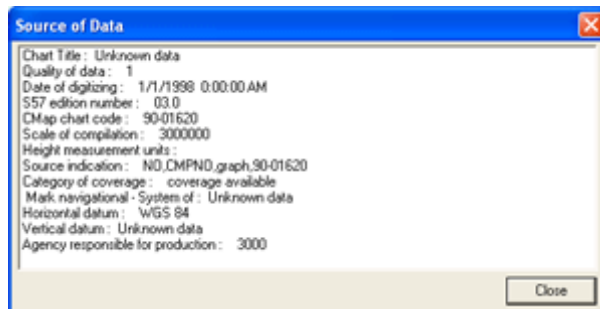 Source of Data
Chart Title : Unknown data
Quality of data : 1
Date of digitizing : 1/1/1998 0:00:00 AM
S57 edition number : 03.0
CMap chart code : 90-01620
Scale of compilation : 3000000
Height measurement units :
Source indication : NO,CMPNO,graph,90-01620
Category of coverage : coverage available
Mark navigational - System of : Unknown data
Horizontal datum : WGS 84
Vertical datum : Unknown data
Agency responsible for production : 3000
Close